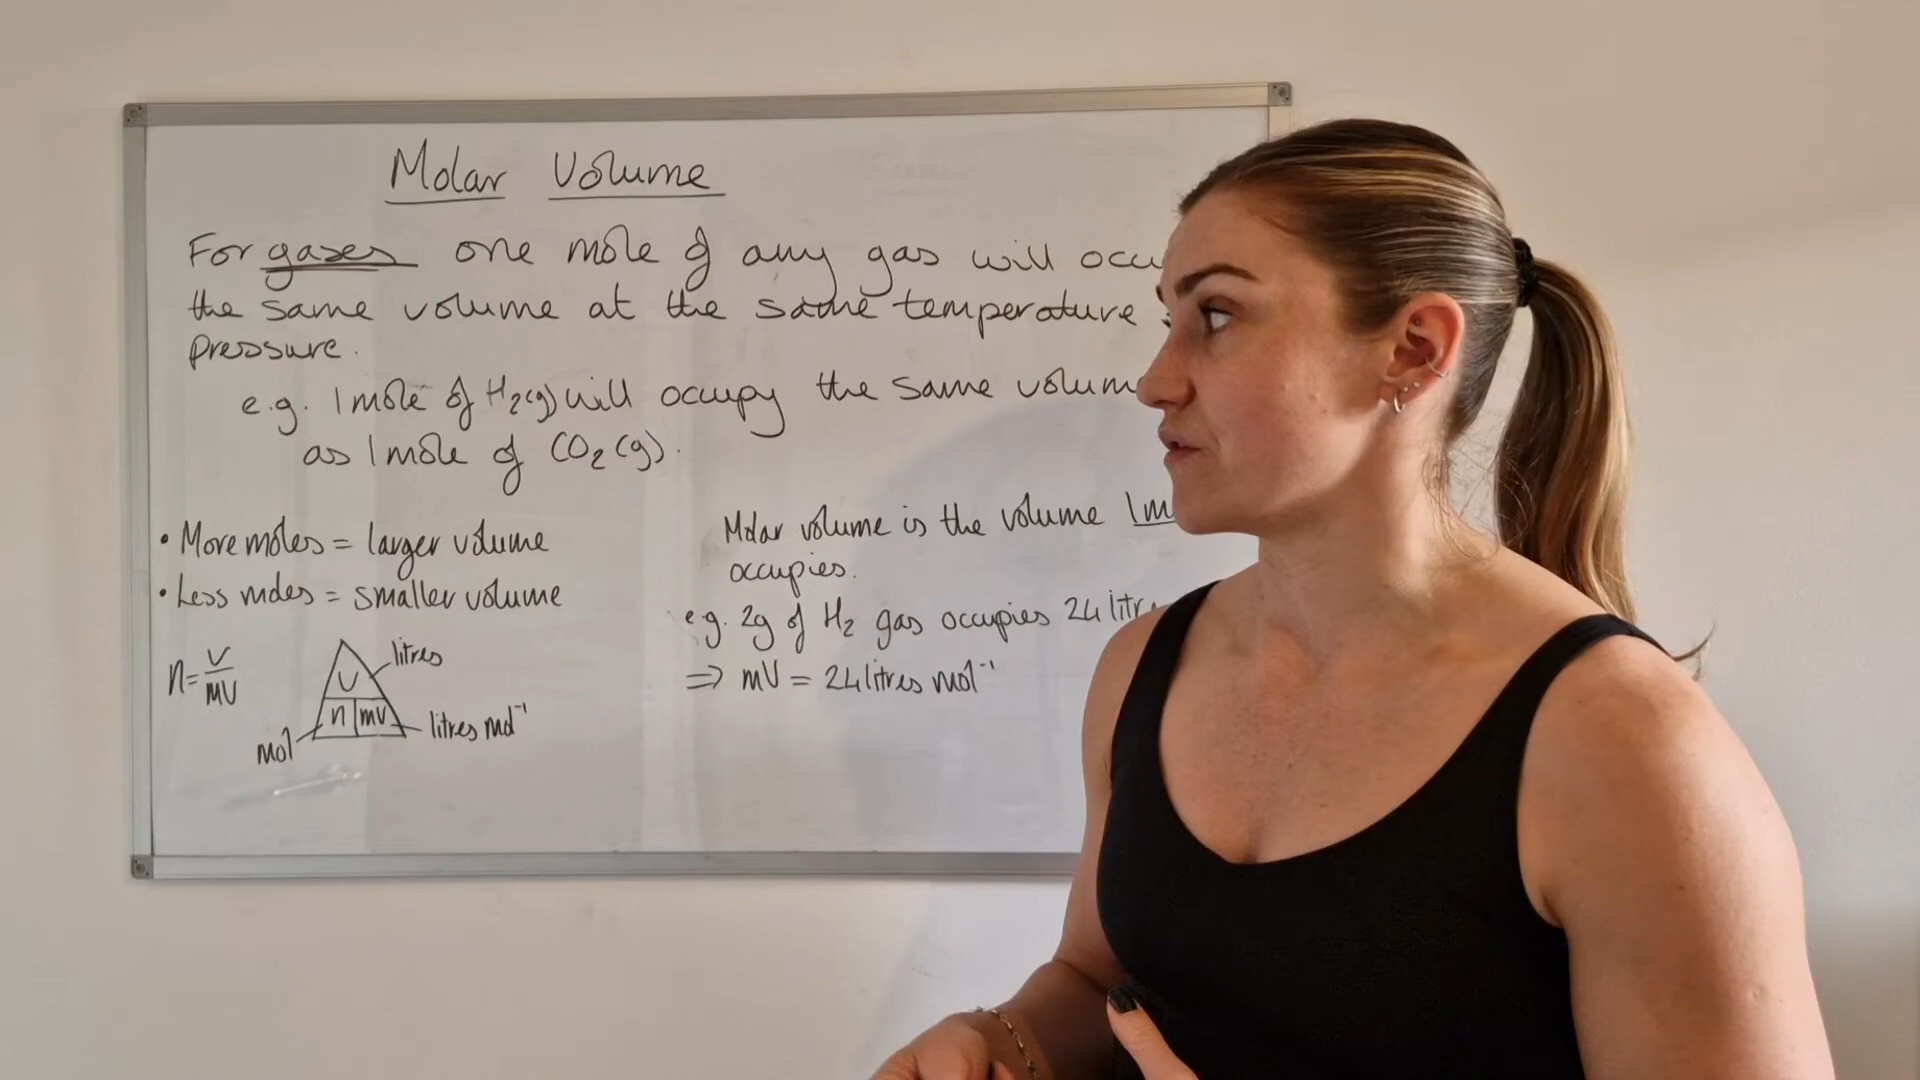 Molar Volume
For gases one mole of any gas will occu
the same volume at the same temperature
pressure.
e.g. 1 mole of H₂(g) will occupy the same volum
as 1 mole of CO₂(g).
• More moles = larger volume
• Less moles = smaller volume
n = V/mV
V
litres
n | mV
litres mol⁻¹
mol
Molar volume is the volume 1m
occupies.
e.g. 2g of H₂ gas occupies 24 litre
⇒ mV = 24 litres mol⁻¹